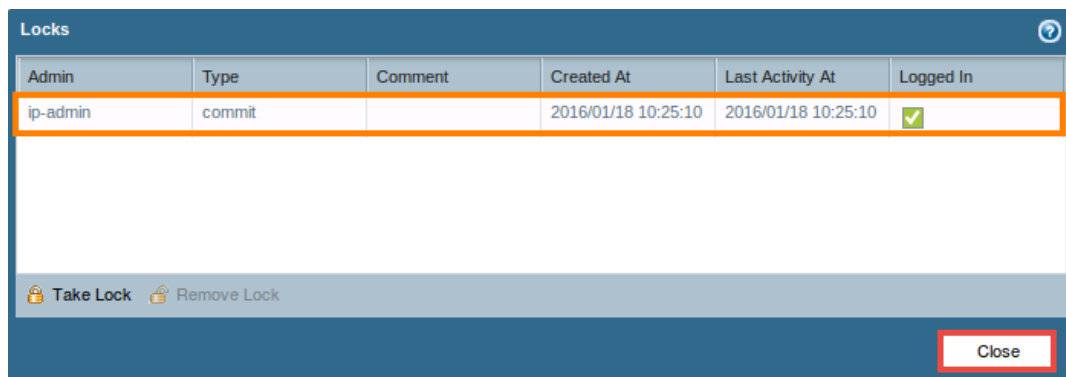 Locks
Admin Type Comment Created At Last Activity At Logged In
ip-admin commit 2016/01/18 10:25:10 2016/01/18 10:25:10
Take Lock Remove Lock
Close